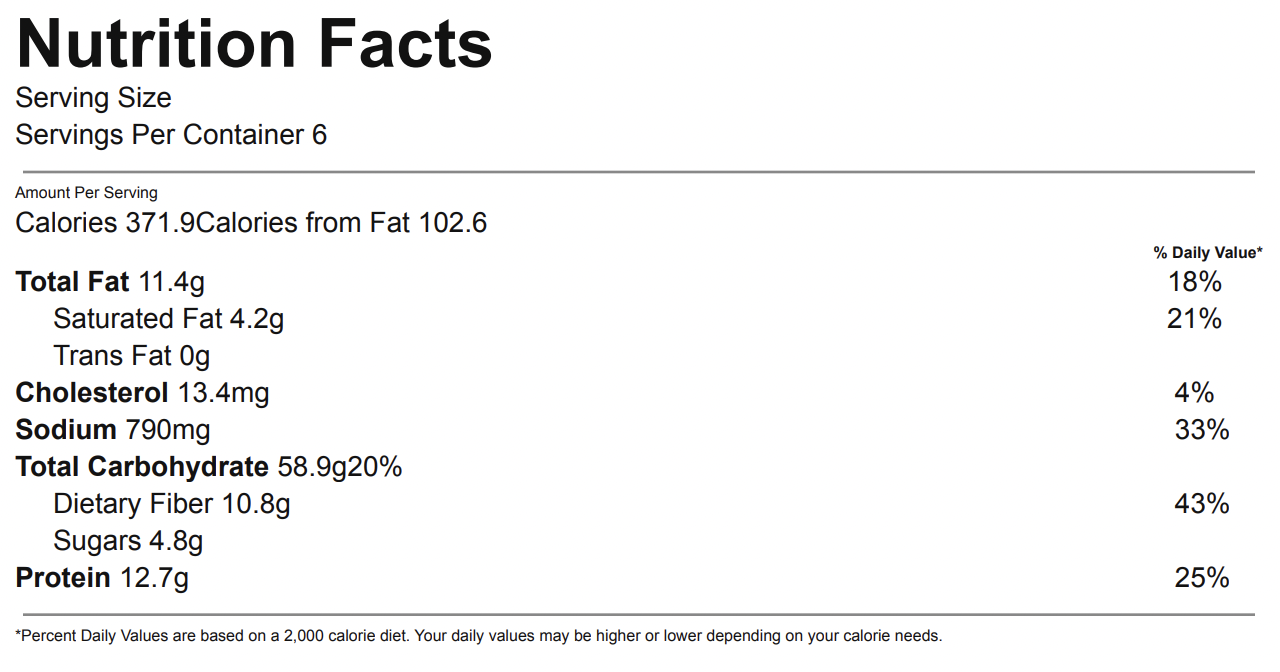 Nutrition Facts
Serving Size
Servings Per Container 6
Amount Per Serving
Calories 371.9Calories from Fat 102.6
% Daily Value*
Total Fat 11.4g 18%
Saturated Fat 4.2g 21%
Trans Fat 0g
Cholesterol 13.4mg 4%
Sodium 790mg 33%
Total Carbohydrate 58.9g20%
Dietary Fiber 10.8g 43%
Sugars 4.8g
Protein 12.7g 25%
*Percent Daily Values are based on a 2,000 calorie diet. Your daily values may be higher or lower depending on your calorie needs.